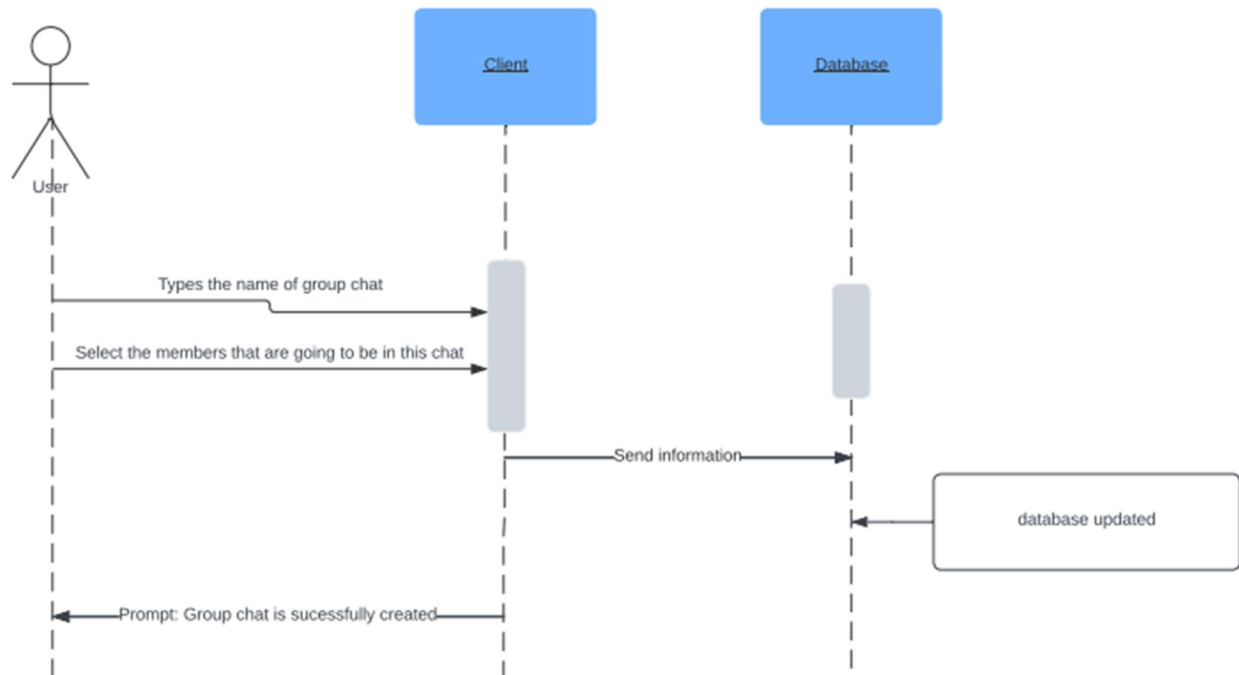 Client
Database
User
Types the name of group chat
Select the members that are going to be in this chat
Send information
database updated
Prompt: Group chat is sucessfully created